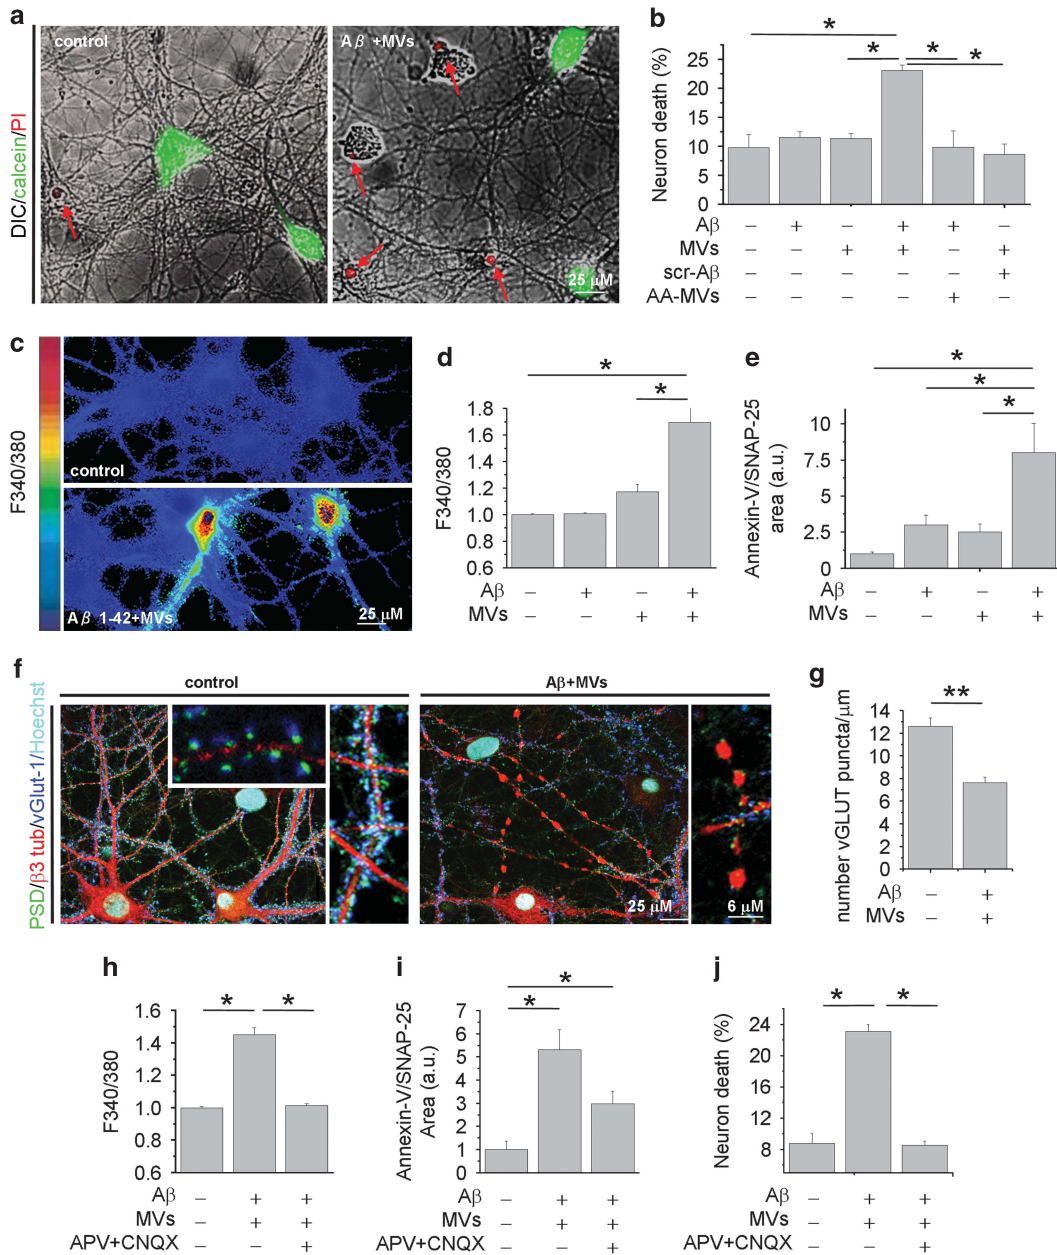 a
DIC/calcein/PI
control
Aβ +MVs
25 μM
b
Neuron death (%)
25
20
15
10
5
0
* * * *
Aβ – + – + + –
MVs – – + + – +
scr-Aβ – – – – – +
AA-MVs – – – – + –
c
F340/380
control
Aβ 1-42+MVs
25 μM
d
F340/380
1.8
1.6
1.4
1.2
1.0
0.8
0.6
* *
Aβ – + – +
MVs – – + +
e
Annexin-V/SNAP-25
area (a.u.)
10
7.5
5
2.5
0
* * *
Aβ – + – +
MVs – – + +
f
PSD/β3 tub/vGlut-1/Hoechst
control
Aβ+MVs
25 μM
6 μM
g
number vGLUT puncta/μm
14
12
10
8
6
4
2
0
**
Aβ – +
MVs – +
h
F340/380
1.6
1.4
1.2
1.0
0.8
0.6
* *
Aβ – + +
MVs – + +
APV+CNQX – – +
i
Annexin-V/SNAP-25
Area (a.u.)
7
6
5
4
3
2
1
0
* *
Aβ – + +
MVs – + +
APV+CNQX – – +
j
Neuron death (%)
24
20
16
12
8
* *
Aβ – + +
MVs – + +
APV+CNQX – – +